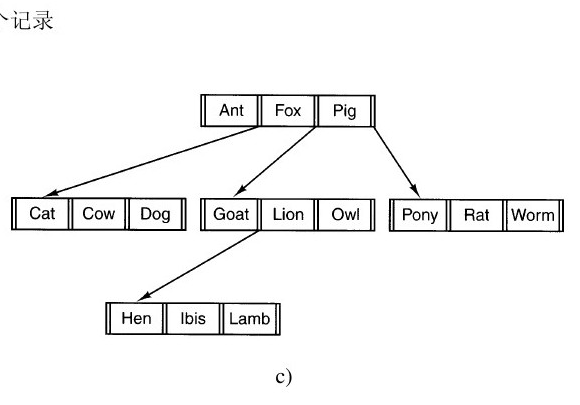 个记录
Ant Fox Pig
Cat Cow Dog Goat Lion Owl Pony Rat Worm
Hen Ibis Lamb
c)